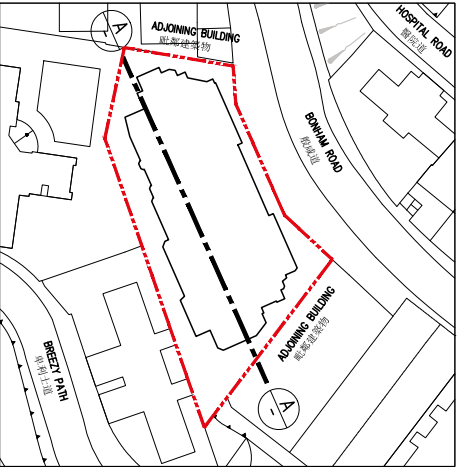 HOSPITAL ROAD
醫院道
A
ADJOINING BUILDING
毗鄰建築物
BONHAM ROAD
般咸道
ADJOINING BUILDING
毗鄰建築物
BREEZY PATH
卑利士道
A